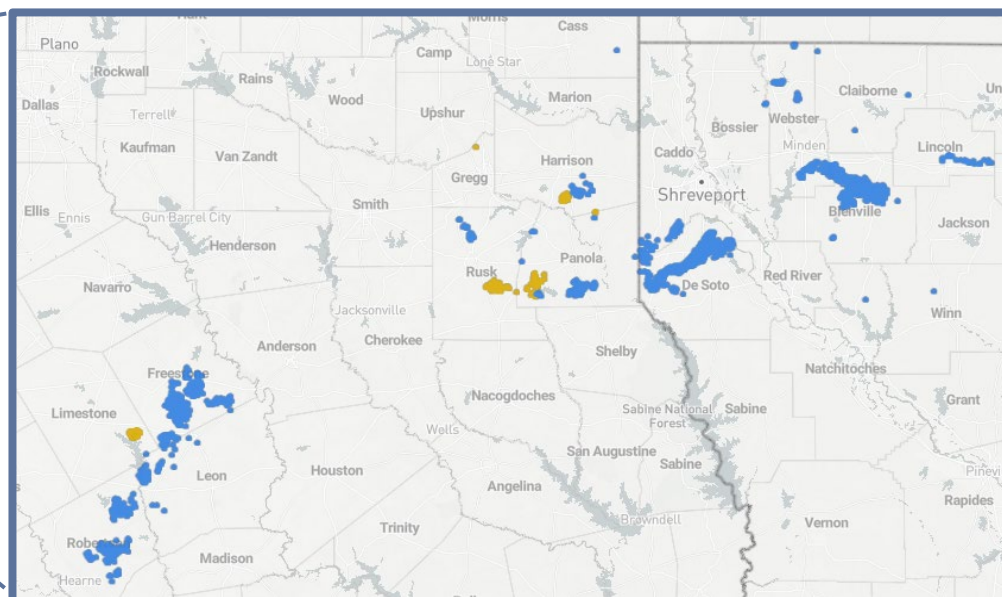 Morris
Cass
Plano
Camp
Lone Star
Rockwall
Rains
Dallas
Wood
Marion
Claiborne
Terrell
Upshur
Bossier
Webster
Kaufman
Van Zandt
Harrison
Caddo
Minden
Lincoln
Gregg
Shreveport
Ellis
Ennis
Smith
Gun Barrel City
Bienville
Henderson
Jackson
Panola
Rusk
Red River
Navarro
De Soto
Jacksonville
Winn
Cherokee
Anderson
Shelby
Freestone
Natchitoches
Limestone
Nacogdoches
Sabine National
Forest
Sabine
Grant
Wells
San Augustine
Sabine
Leon
Houston
Angelina
Rapides
Trinity
Browndell
Vernon
Madison
Hearne